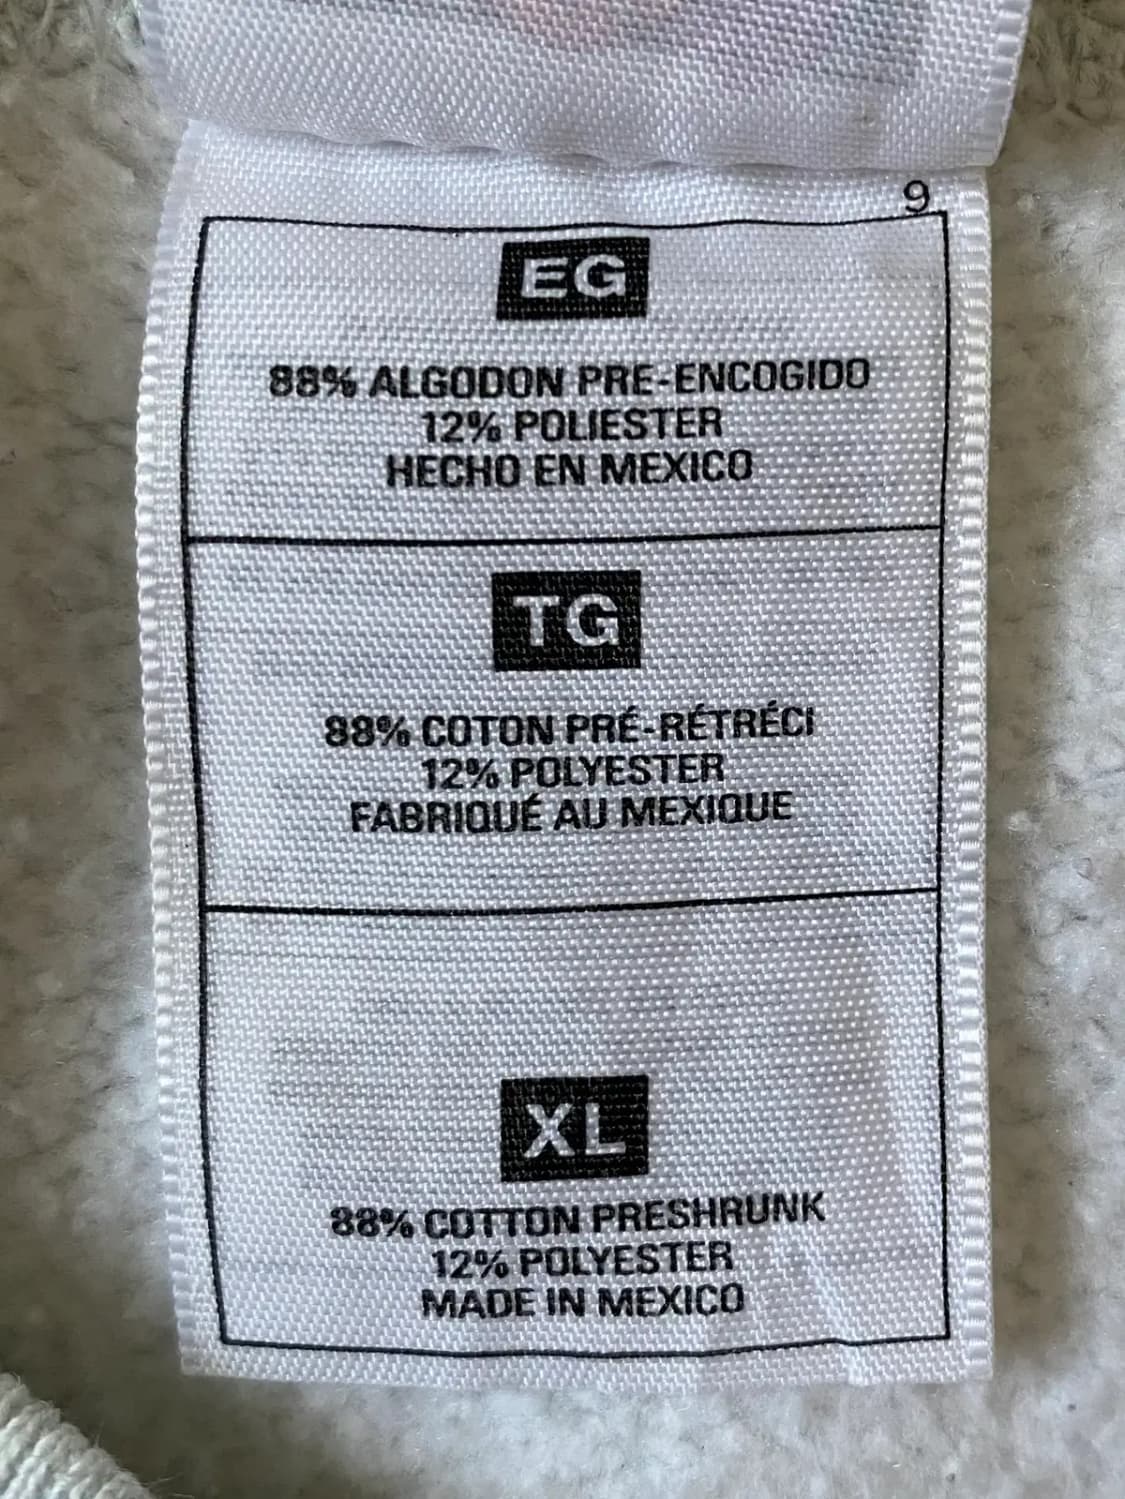 9
EG
88% ALGODON PRE-ENCOGIDO
12% POLIESTER
HECHO EN MEXICO
TG
88% COTON PRÉ-RÉTRÉCI
12% POLYESTER
FABRIQUÉ AU MEXIQUE
XL
88% COTTON PRESHRUNK
12% POLYESTER
MADE IN MEXICO